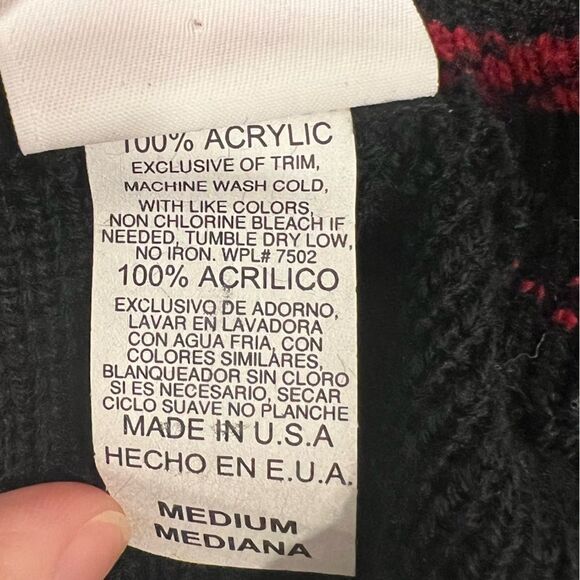 100% ACRYLIC
EXCLUSIVE OF TRIM,
MACHINE WASH COLD,
WITH LIKE COLORS,
NON CHLORINE BLEACH IF
NEEDED, TUMBLE DRY LOW,
NO IRON. WPL# 7502
100% ACRILICO
EXCLUSIVO DE ADORNO,
LAVAR EN LAVADORA
CON AGUA FRIA, CON
COLORES SIMILARES,
BLANQUEADOR SIN CLORO
SI ES NECESARIO, SECAR
CICLO SUAVE NO PLANCHE
MADE IN U.S.A
HECHO EN E.U.A.
MEDIUM
MEDIANA